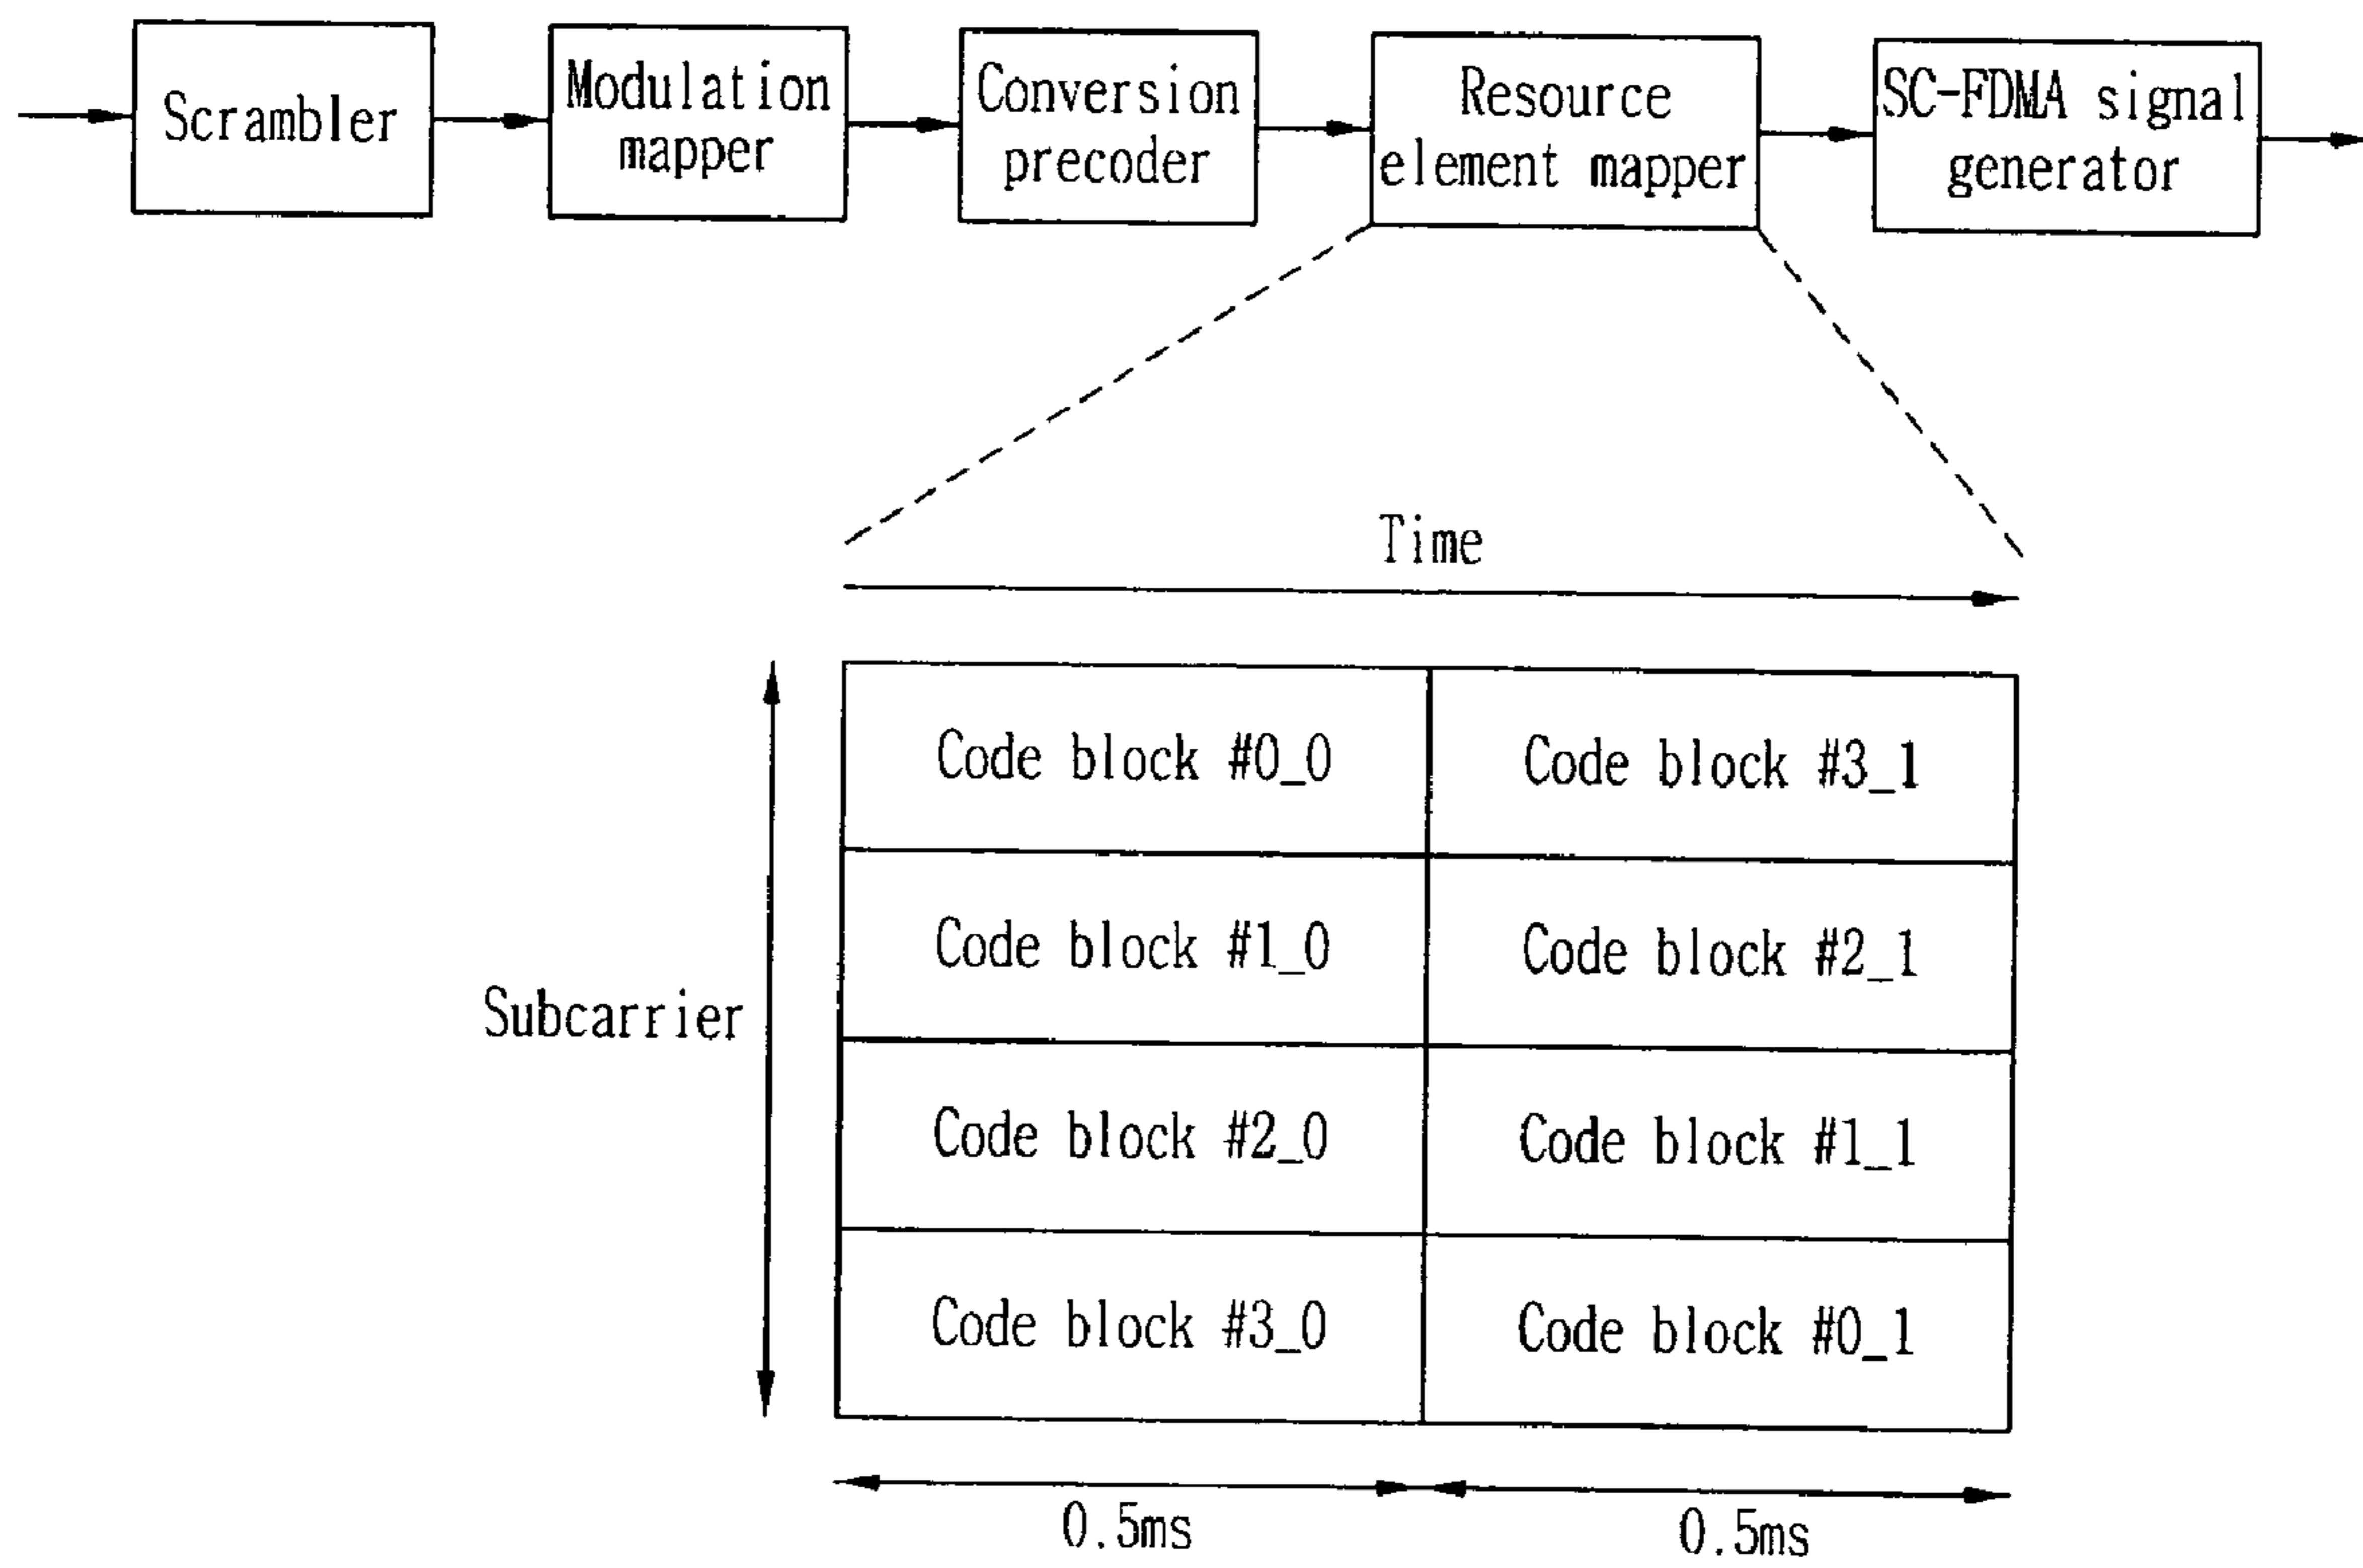 Scrambler
Modulation
mapper
Conversion
precoder
Resource
element mapper
SC-FDMA signal
generator
Time
Subcarrier
Code block #0_0
Code block #3_1
Code block #1_0
Code block #2_1
Code block #2_0
Code block #1_1
Code block #3_0
Code block #0_1
0.5ms
0.5ms